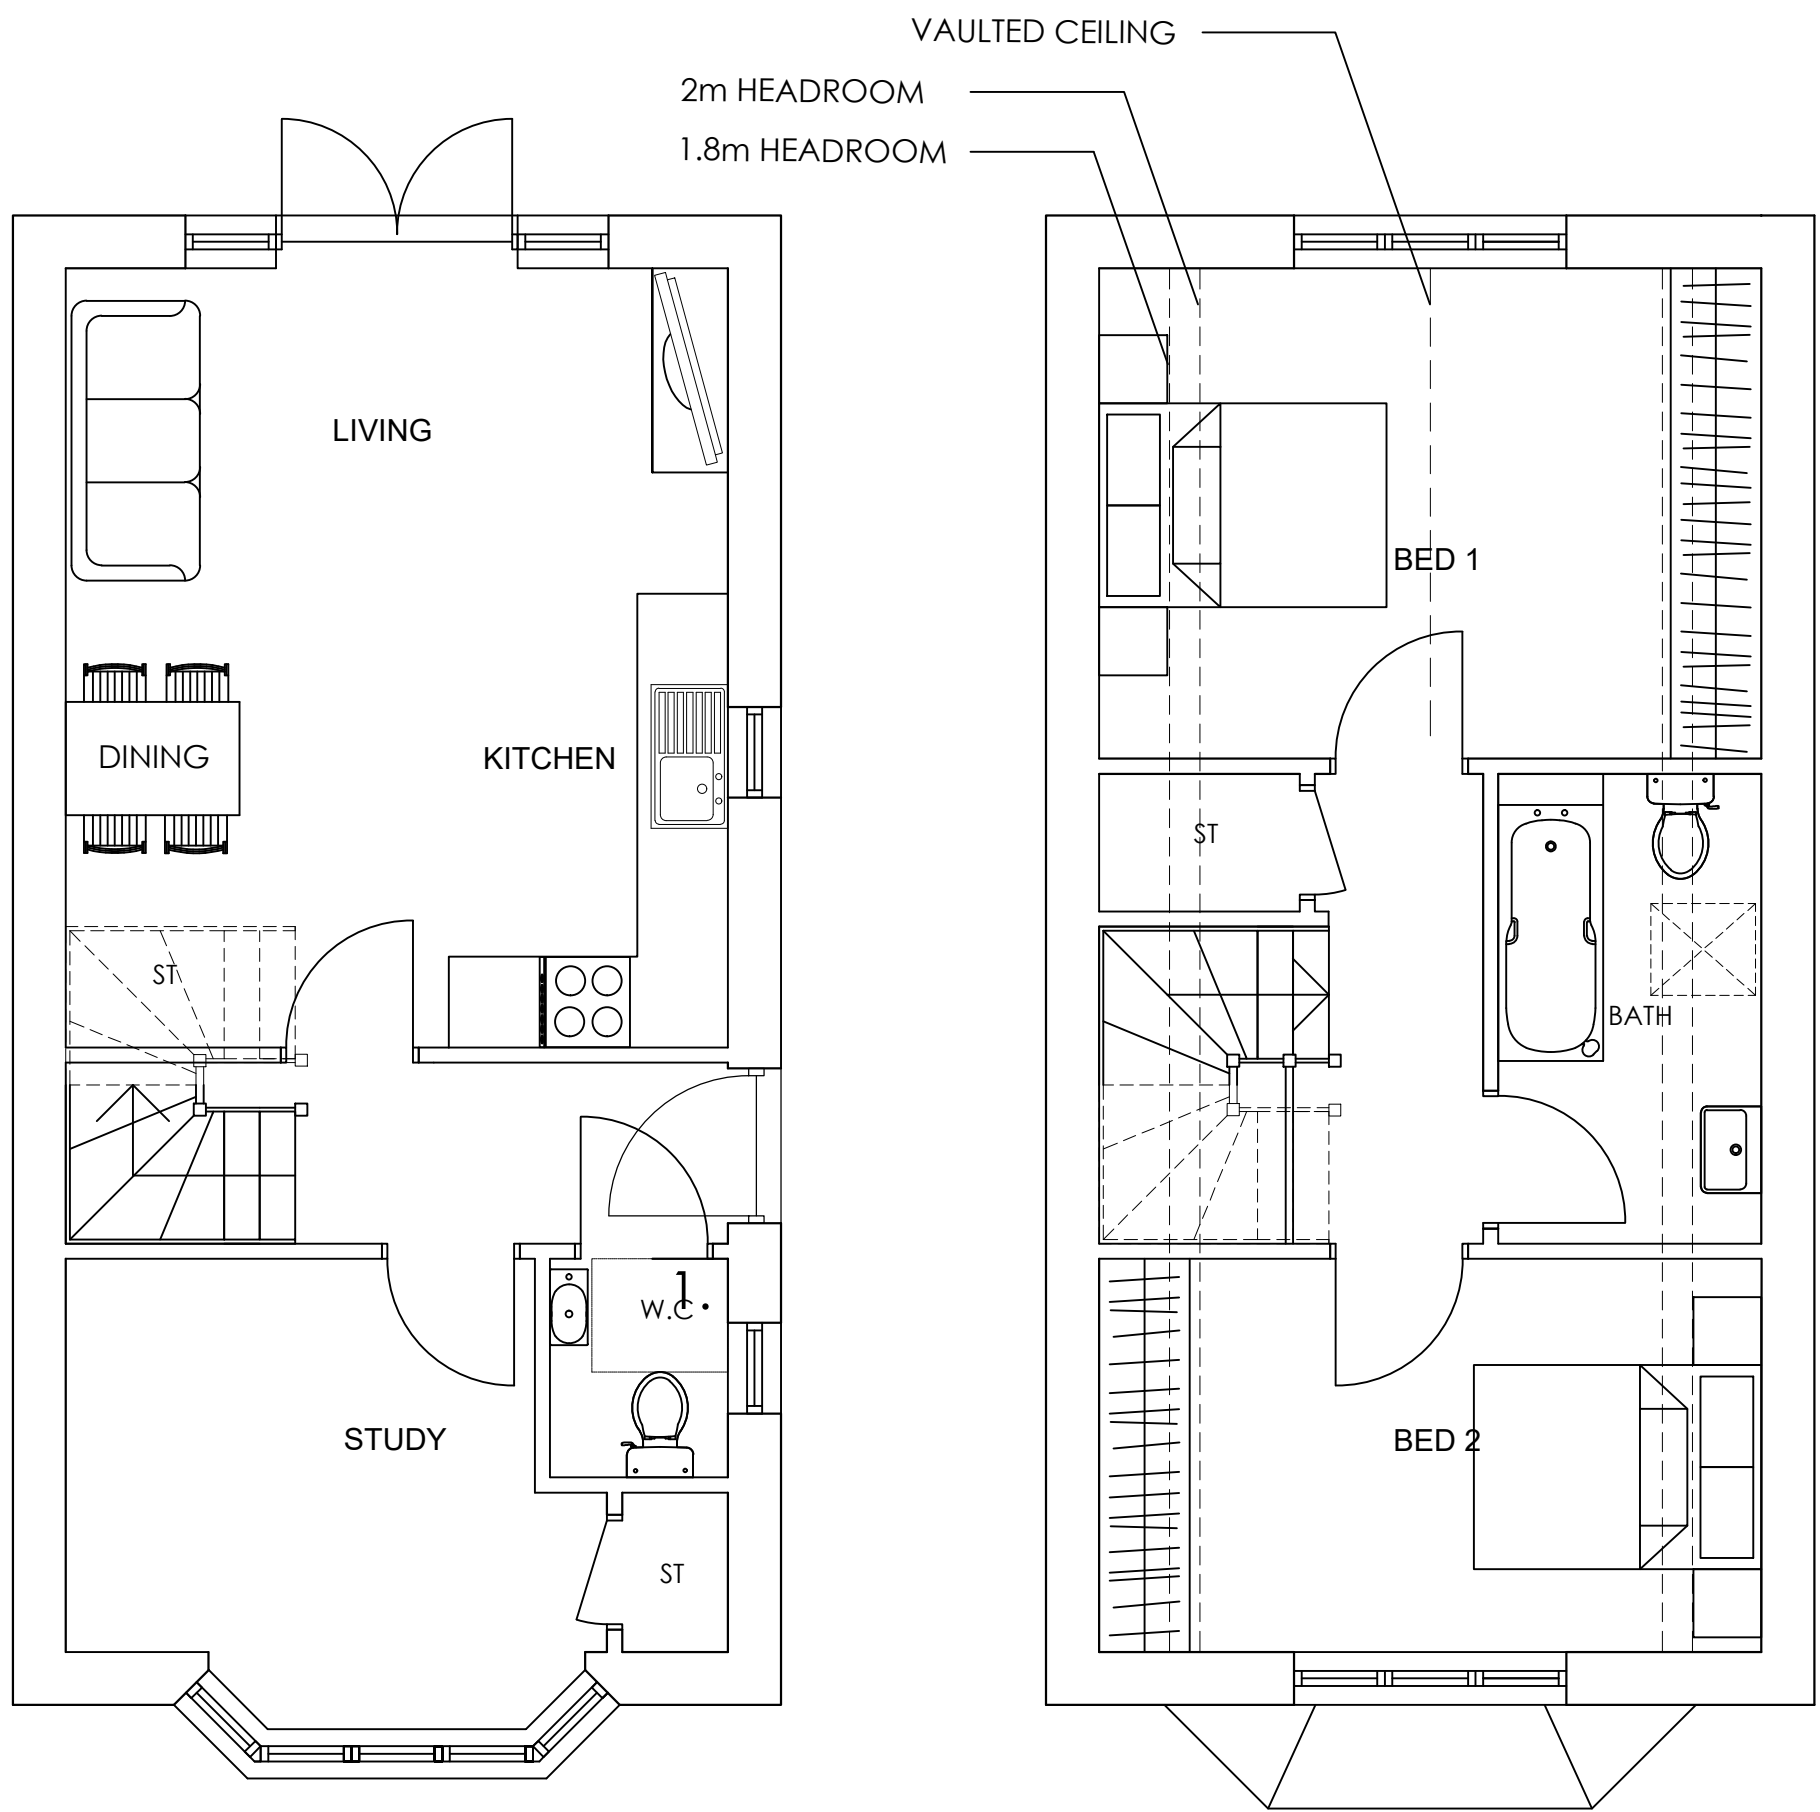 VAULTED CEILING
2m HEADROOM
1.8m HEADROOM
LIVING
BED 1
DINING
KITCHEN
ST
ST
BATH
1.
W.C
STUDY
BED 2
ST